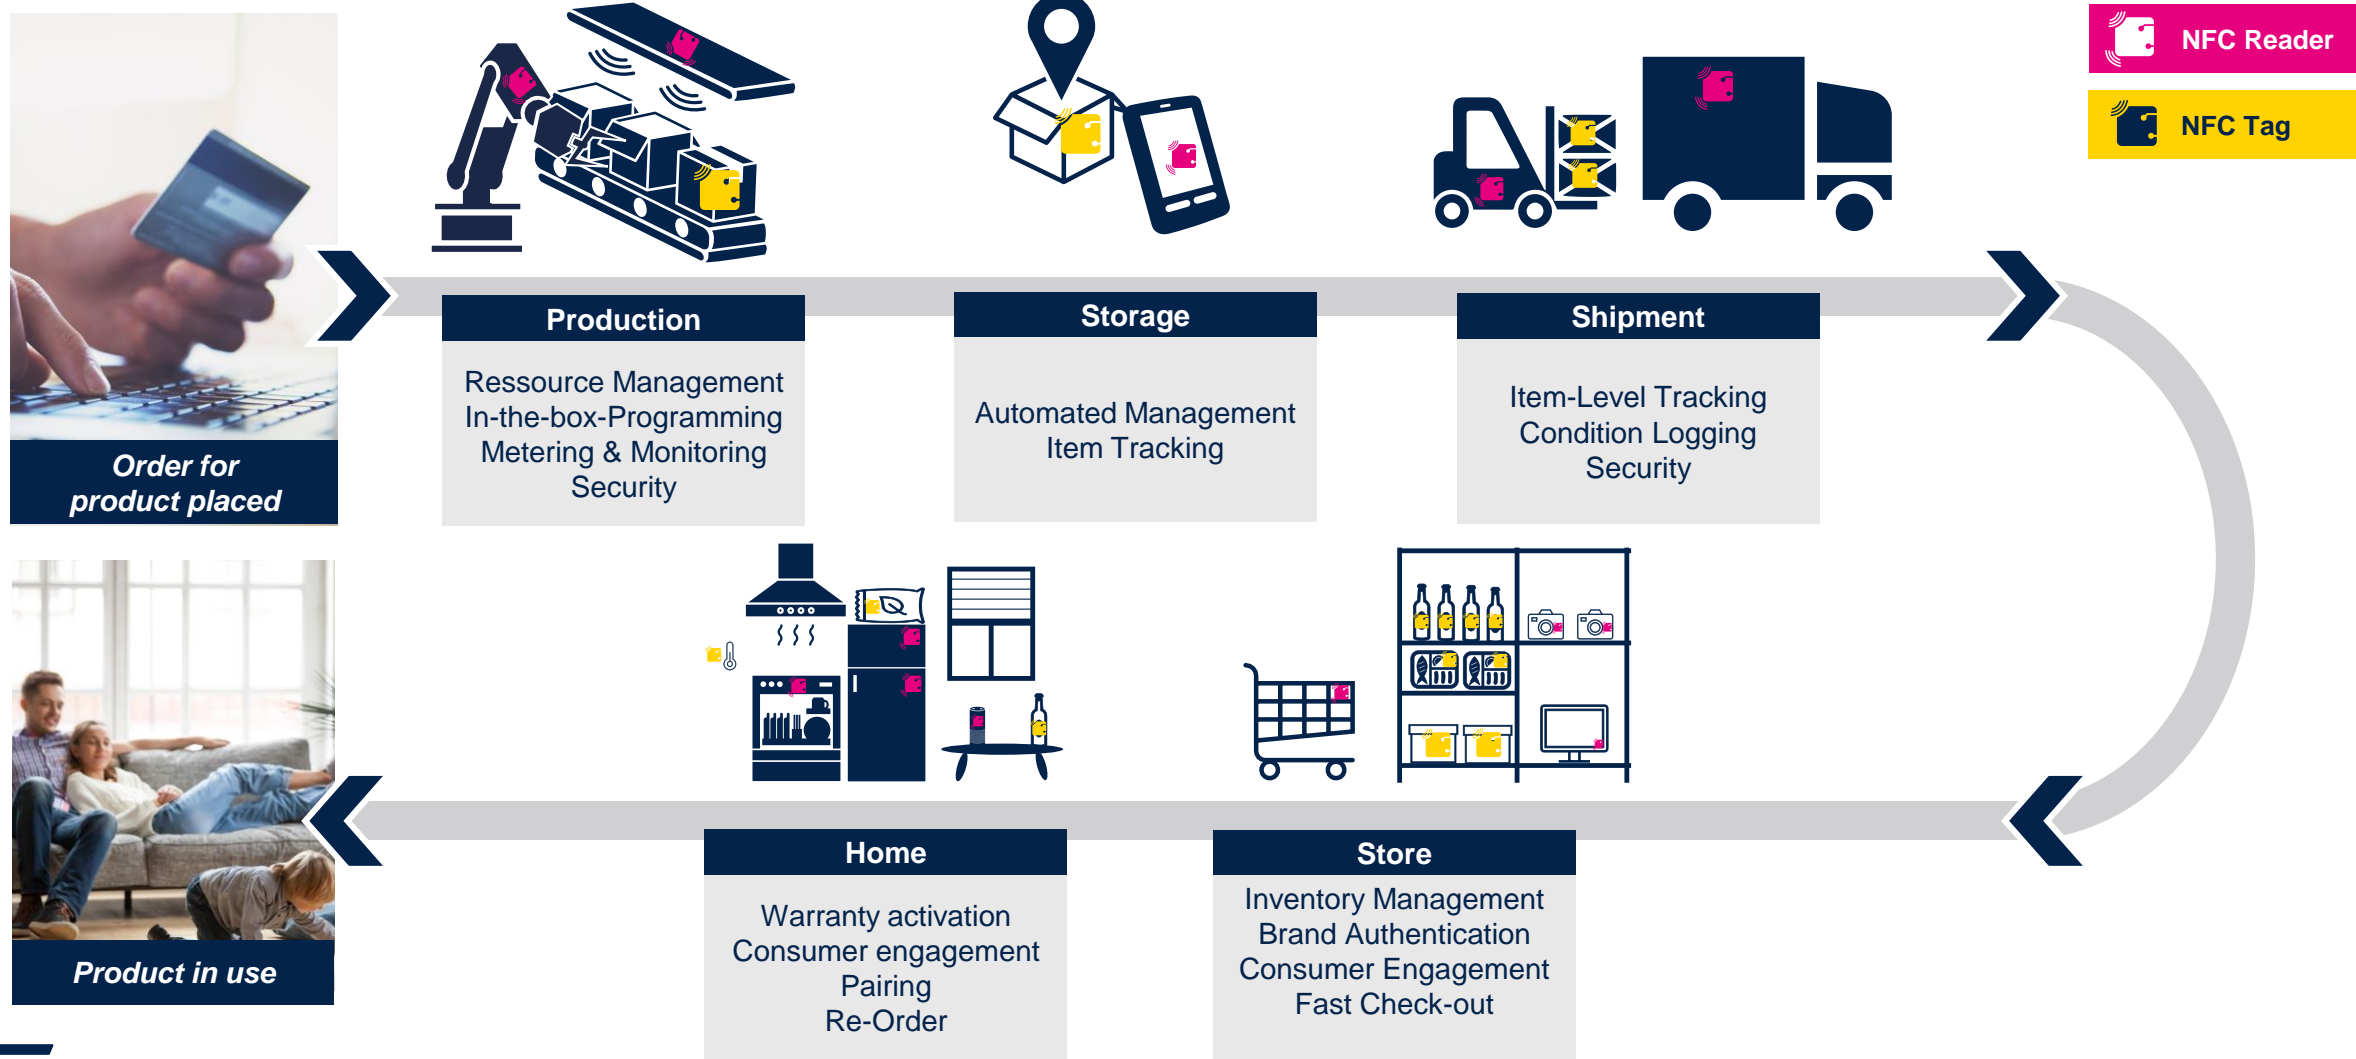 NFC Reader
NFC Tag
Production
Storage
Shipment
Ressource Management
In-the-box-Programming
Metering & Monitoring
Security
Automated Management
Item Tracking
Item-Level Tracking
Condition Logging
Security
Order for
product placed
Home
Store
Warranty activation
Consumer engagement
Pairing
Re-Order
Inventory Management
Brand Authentication
Consumer Engagement
Fast Check-out
Product in use